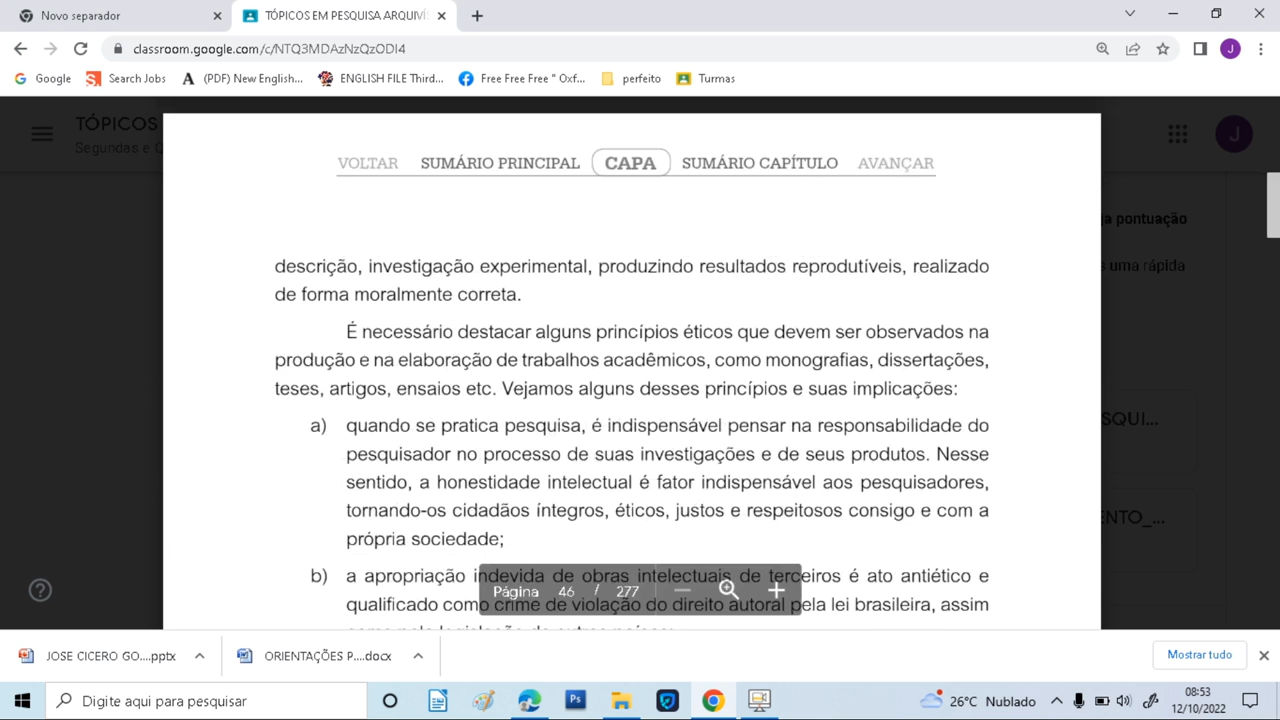 Novo separador
TÓPICOS EM PESQUISA ARQUIVÍS
classroom.google.com/c/NTQ3MDAzNzQzODI4
Google Search Jobs (PDF) New English... ENGLISH FILE Third... Free Free Free " Oxf... perfeito Turmas
TÓPICOS
Segundas e Q
J
VOLTAR SUMÁRIO PRINCIPAL CAPA SUMÁRIO CAPÍTULO AVANÇAR
ja pontuação
s uma rápida
descrição, investigação experimental, produzindo resultados reprodutíveis, realizado
de forma moralmente correta.
É necessário destacar alguns princípios éticos que devem ser observados na
produção e na elaboração de trabalhos acadêmicos, como monografias, dissertações,
teses, artigos, ensaios etc. Vejamos alguns desses princípios e suas implicações:
a) quando se pratica pesquisa, é indispensável pensar na responsabilidade do
pesquisador no processo de suas investigações e de seus produtos. Nesse
sentido, a honestidade intelectual é fator indispensável aos pesquisadores,
tornando-os cidadãos íntegros, éticos, justos e respeitosos consigo e com a
própria sociedade;
ESQUI...
ENTO_...
b) a apropriação indevida de obras intelectuais de terceiros é ato antiético e
qualificado como crime de violação do direito autoral pela lei brasileira, assim
Página 46 / 277
JOSE CICERO GO....pptx
ORIENTAÇÕES P....docx
Mostrar tudo
Digite aqui para pesquisar
26°C Nublado
08:53
12/10/2022